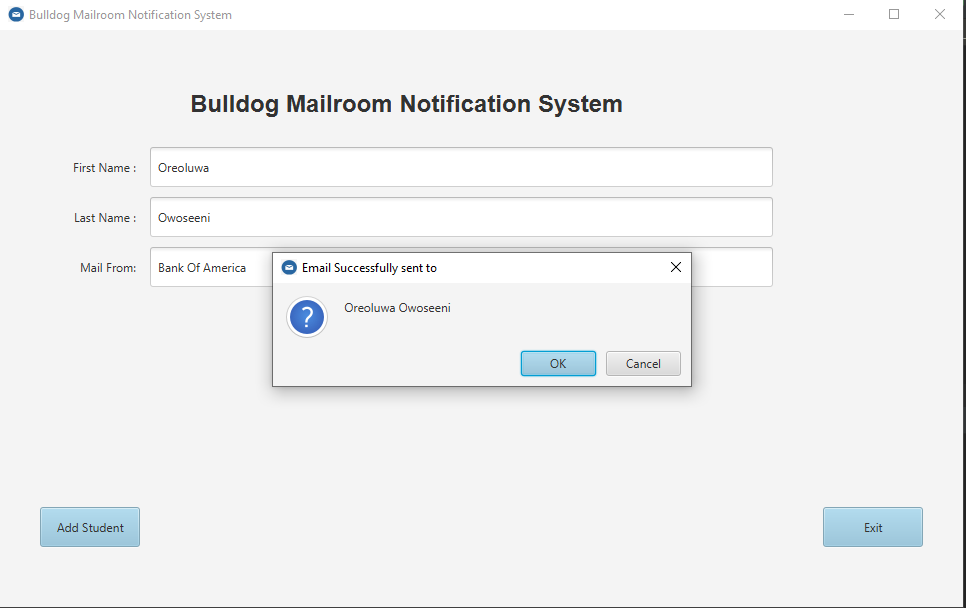 Bulldog Mailroom Notification System
Bulldog Mailroom Notification System
First Name : Oreoluwa
Last Name : Owoseeni
Mail From: Bank Of America
Email Successfully sent to
?
Oreoluwa Owoseeni
OK Cancel
Add Student Exit